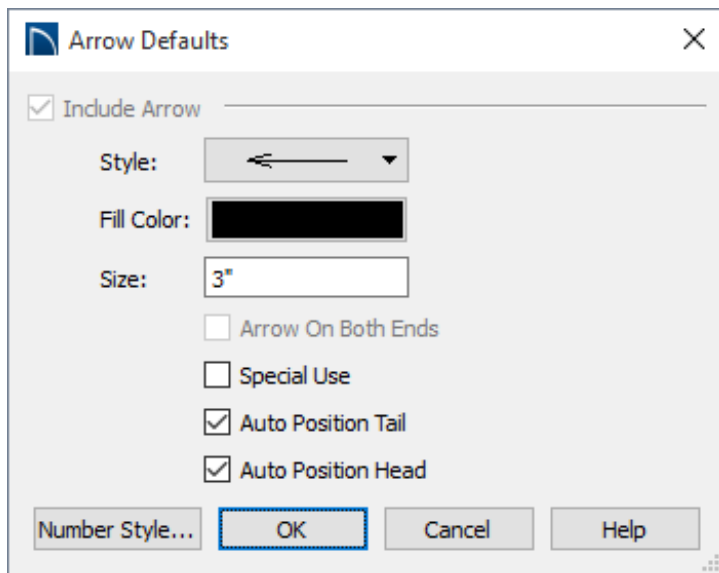 Arrow Defaults
Include Arrow
Style:
Fill Color:
Size: 3"
Arrow On Both Ends
Special Use
Auto Position Tail
Auto Position Head
Number Style... OK Cancel Help